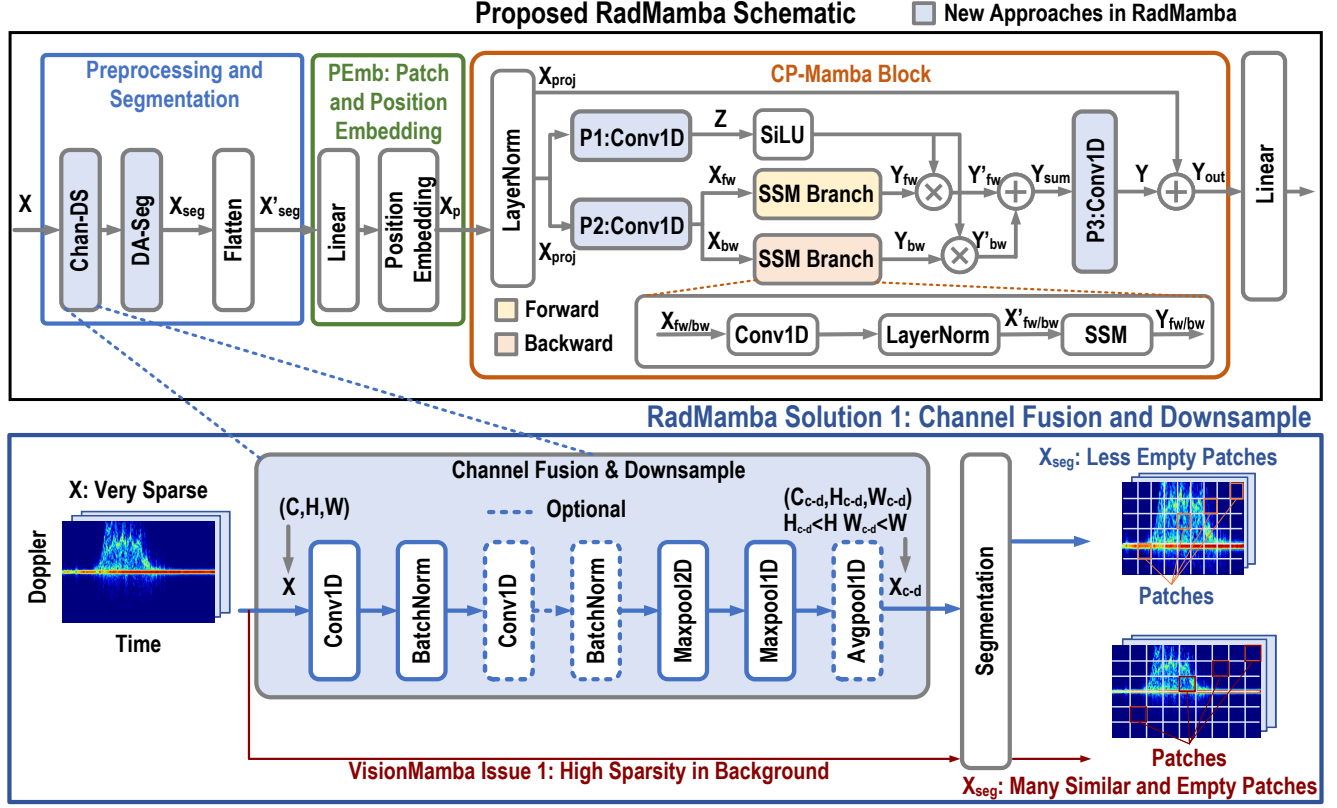 Proposed RadMamba Schematic
New Approaches in RadMamba
Preprocessing and
Segmentation
PEmb: Patch
and Position
Embedding
CP-Mamba Block
X
Chan-DS
DA-Seg
Xseg
Flatten
X'seg
Linear
Position
Embedding
Xp
LayerNorm
Xproj
Xproj
P1:Conv1D
Z
SiLU
P2:Conv1D
Xfw
SSM Branch
Yfw
Y'fw
Xbw
SSM Branch
Ybw
Y'bw
Ysum
P3:Conv1D
Y
Yout
Linear
Forward
Backward
Xfw/bw
Conv1D
LayerNorm
X'fw/bw
SSM
Yfw/bw
RadMamba Solution 1: Channel Fusion and Downsample
Channel Fusion & Downsample
X: Very Sparse
Doppler
Time
(C,H,W)
X
Optional
(Cc-d,Hc-d,Wc-d)
Hc-d<H Wc-d<W
Xc-d
Conv1D
BatchNorm
Conv1D
BatchNorm
Maxpool2D
Maxpool1D
Avgpool1D
Segmentation
Xseg: Less Empty Patches
Patches
Patches
VisionMamba Issue 1: High Sparsity in Background
Xseg: Many Similar and Empty Patches